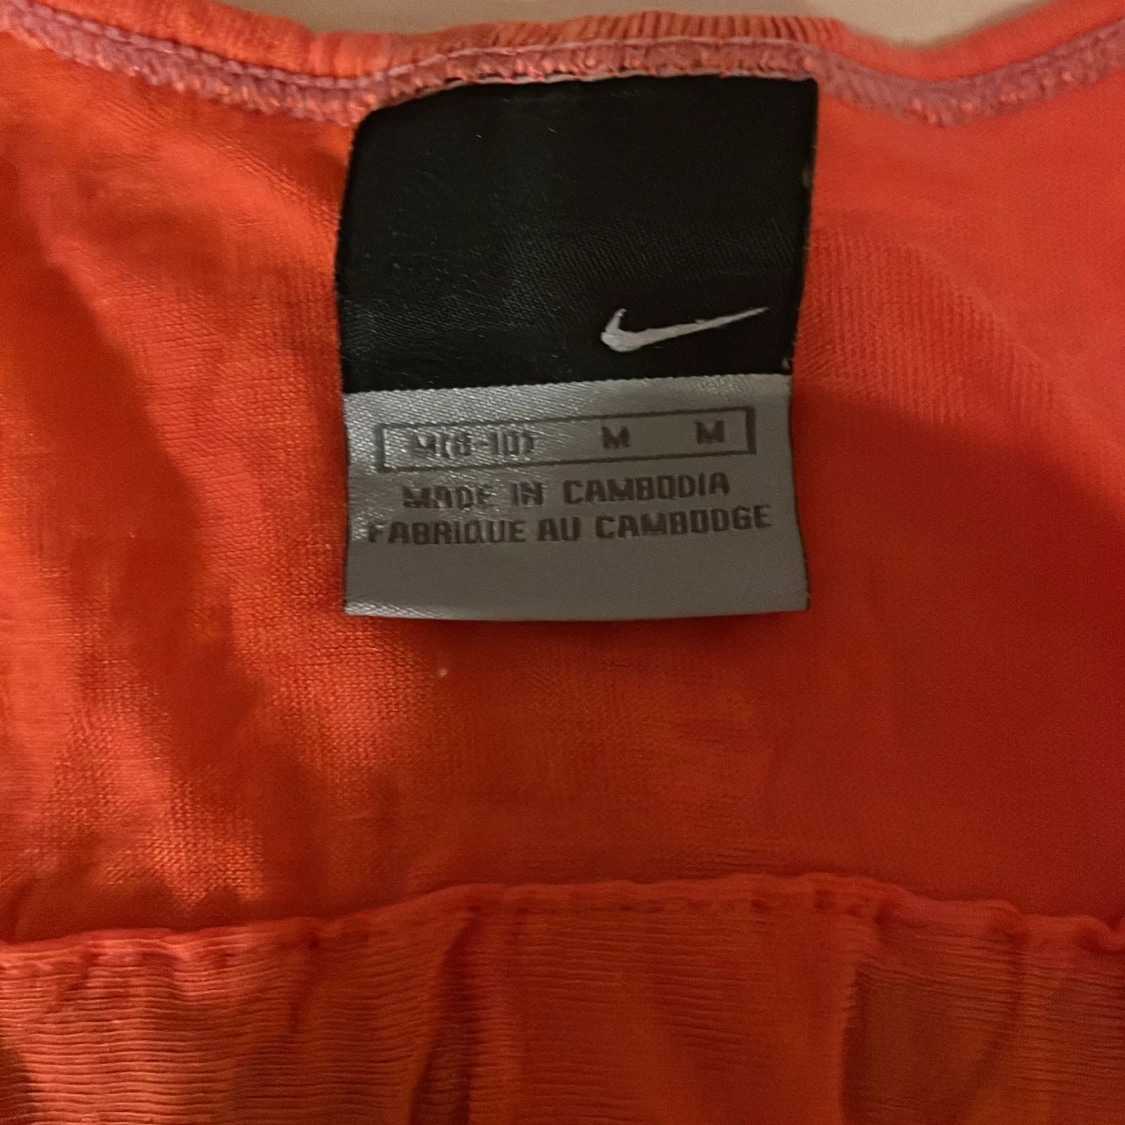 M(8-10) M M
MADE IN CAMBODIA
FABRIQUE AU CAMBODGE